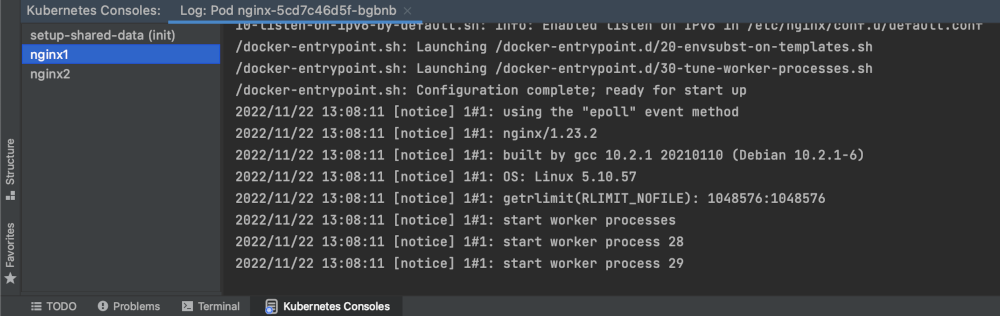 Kubernetes Consoles: Log: Pod nginx-5cd7c46d5f-bgbnb ×
setup-shared-data (init)
nginx1
nginx2
10-listen-on-ipv6-by-default.sh: info: Enabled listen on IPv6 in /etc/nginx/conf.d/default.conf
/docker-entrypoint.sh: Launching /docker-entrypoint.d/20-envsubst-on-templates.sh
/docker-entrypoint.sh: Launching /docker-entrypoint.d/30-tune-worker-processes.sh
/docker-entrypoint.sh: Configuration complete; ready for start up
2022/11/22 13:08:11 [notice] 1#1: using the "epoll" event method
2022/11/22 13:08:11 [notice] 1#1: nginx/1.23.2
2022/11/22 13:08:11 [notice] 1#1: built by gcc 10.2.1 20210110 (Debian 10.2.1-6)
2022/11/22 13:08:11 [notice] 1#1: OS: Linux 5.10.57
2022/11/22 13:08:11 [notice] 1#1: getrlimit(RLIMIT_NOFILE): 1048576:1048576
2022/11/22 13:08:11 [notice] 1#1: start worker processes
2022/11/22 13:08:11 [notice] 1#1: start worker process 28
2022/11/22 13:08:11 [notice] 1#1: start worker process 29
Structure
Favorites
TODO Problems Terminal Kubernetes Consoles